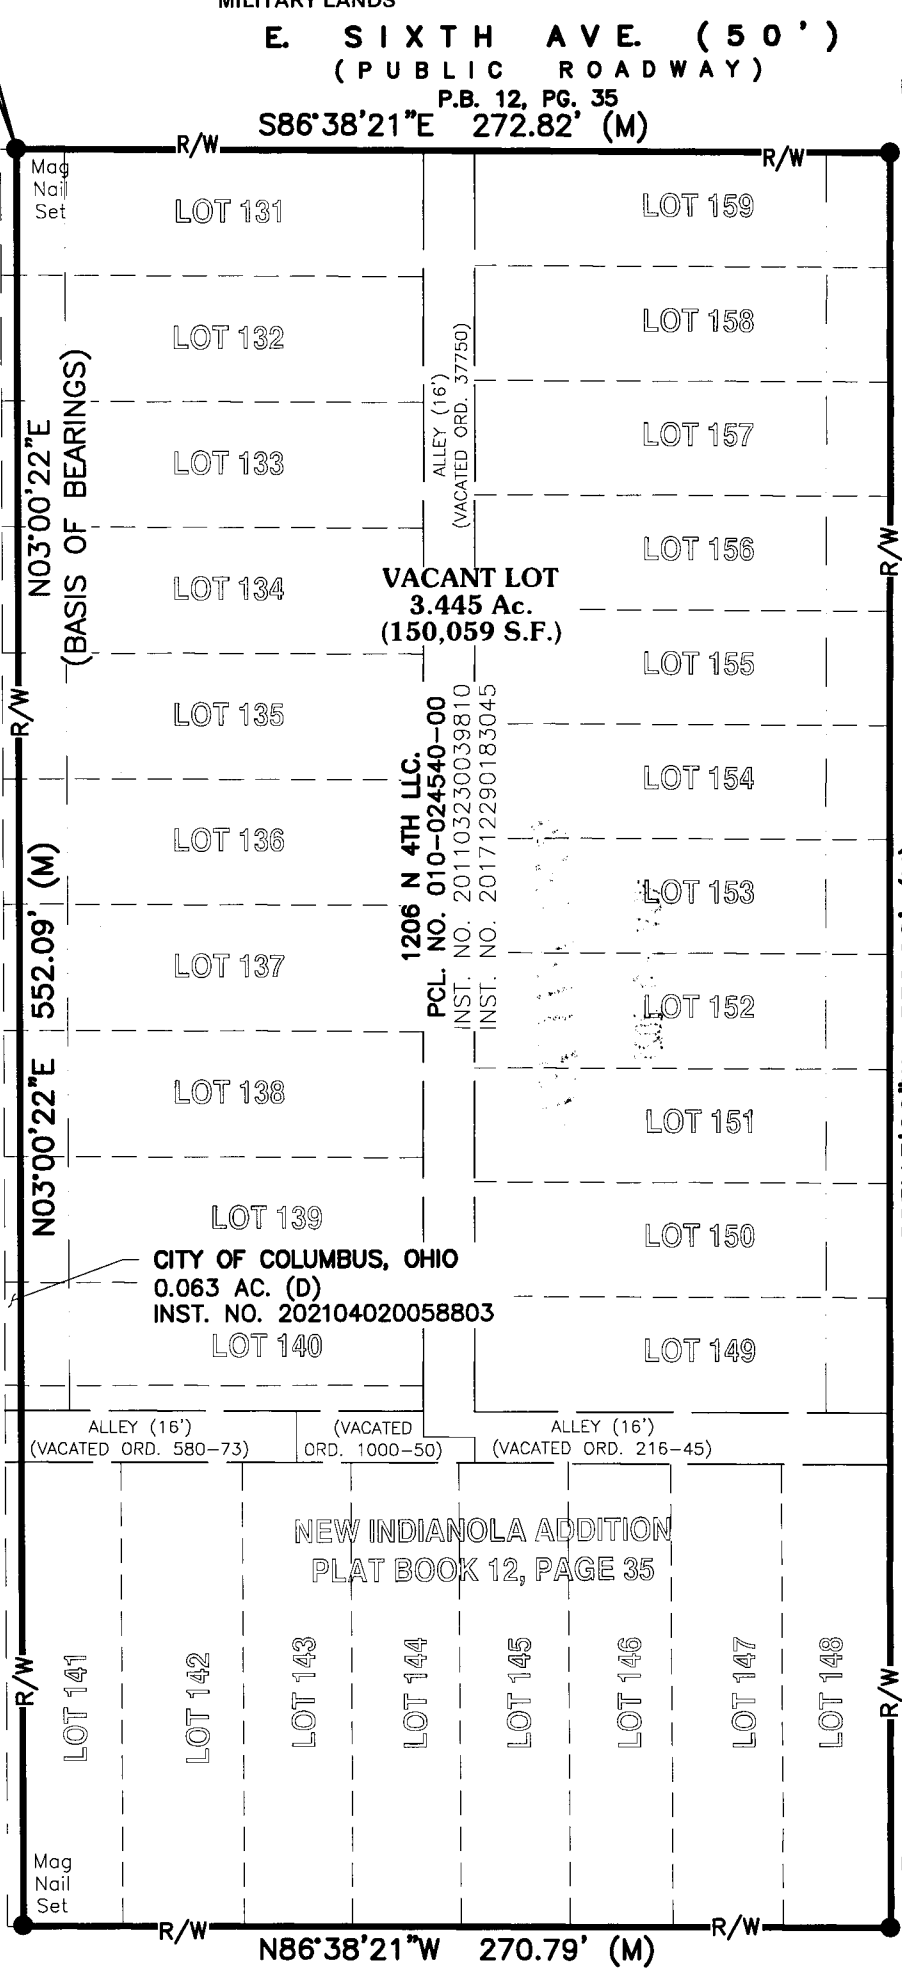 MILITARY LANDS
E. SIXTH AVE. (50')
(PUBLIC ROADWAY)
P.B. 12, PG. 35
S86°38'21"E 272.82' (M)
R/W
R/W
Mag
Nail
Set
LOT 131
LOT 159
LOT 132
LOT 158
ALLEY (16')
(VACATED ORD. 37750)
N03°00'22"E
(BASIS OF BEARINGS)
LOT 133
LOT 157
LOT 134
LOT 156
R/W
VACANT LOT
3.445 Ac.
(150,059 S.F.)
R/W
LOT 135
LOT 155
1206 N 4TH LLC.
PCL. NO. 010-024540-00
INST. NO. 201103230039810
INST. NO. 201712290183045
LOT 136
LOT 154
N03°00'22"E 552.09' (M)
LOT 137
LOT 153
LOT 138
LOT 152
LOT 139
LOT 151
CITY OF COLUMBUS, OHIO
0.063 AC. (D)
INST. NO. 202104020058803
LOT 150
LOT 140
LOT 149
ALLEY (16')
(VACATED ORD. 580-73)
(VACATED
ORD. 1000-50)
ALLEY (16')
(VACATED ORD. 216-45)
NEW INDIANOLA ADDITION
PLAT BOOK 12, PAGE 35
R/W
LOT 141
LOT 142
LOT 143
LOT 144
LOT 145
LOT 146
LOT 147
LOT 148
R/W
Mag
Nail
Set
R/W
R/W
N86°38'21"W 270.79' (M)